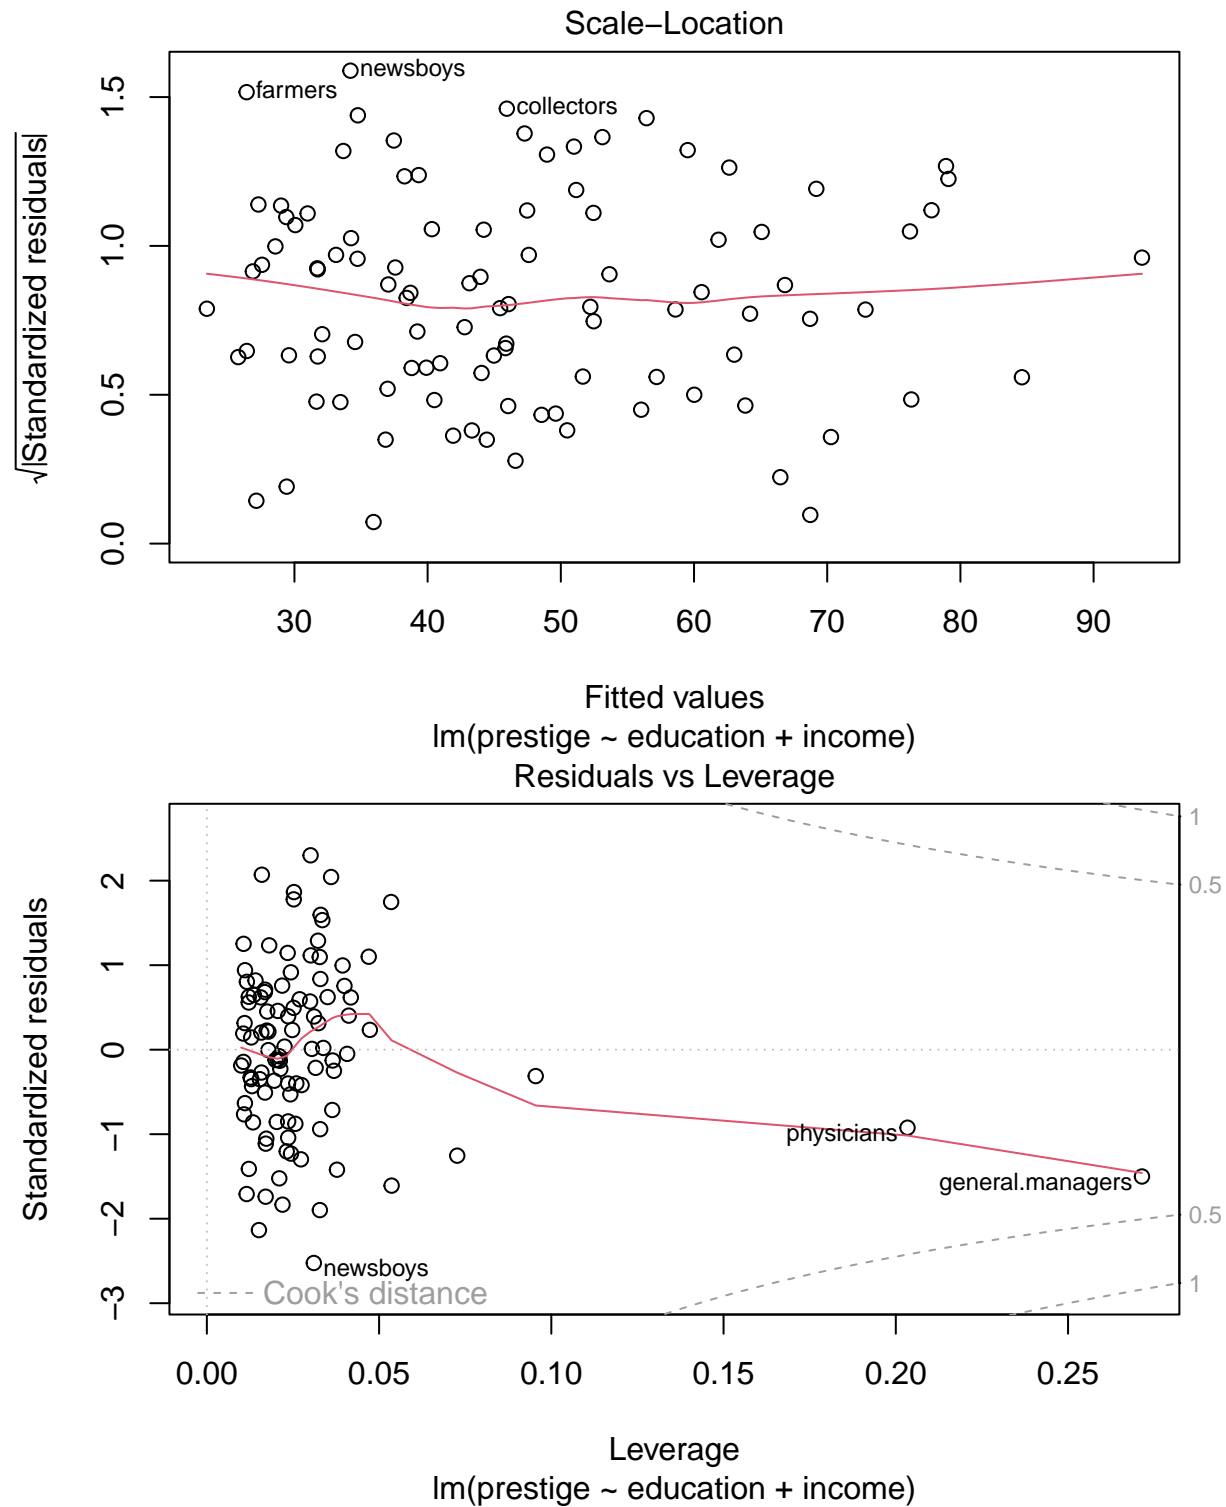 Scale−Location
newsboys
farmers
collectors
√|Standardized residuals|
0.0
0.5
1.0
1.5
30 40 50 60 70 80 90
Fitted values
lm(prestige ~ education + income)
Residuals vs Leverage
1
0.5
physicians
general.managers
0.5
newsboys
1
Cook's distance
Standardized residuals
−3
−2
−1
0
1
2
0.00 0.05 0.10 0.15 0.20 0.25
Leverage
lm(prestige ~ education + income)